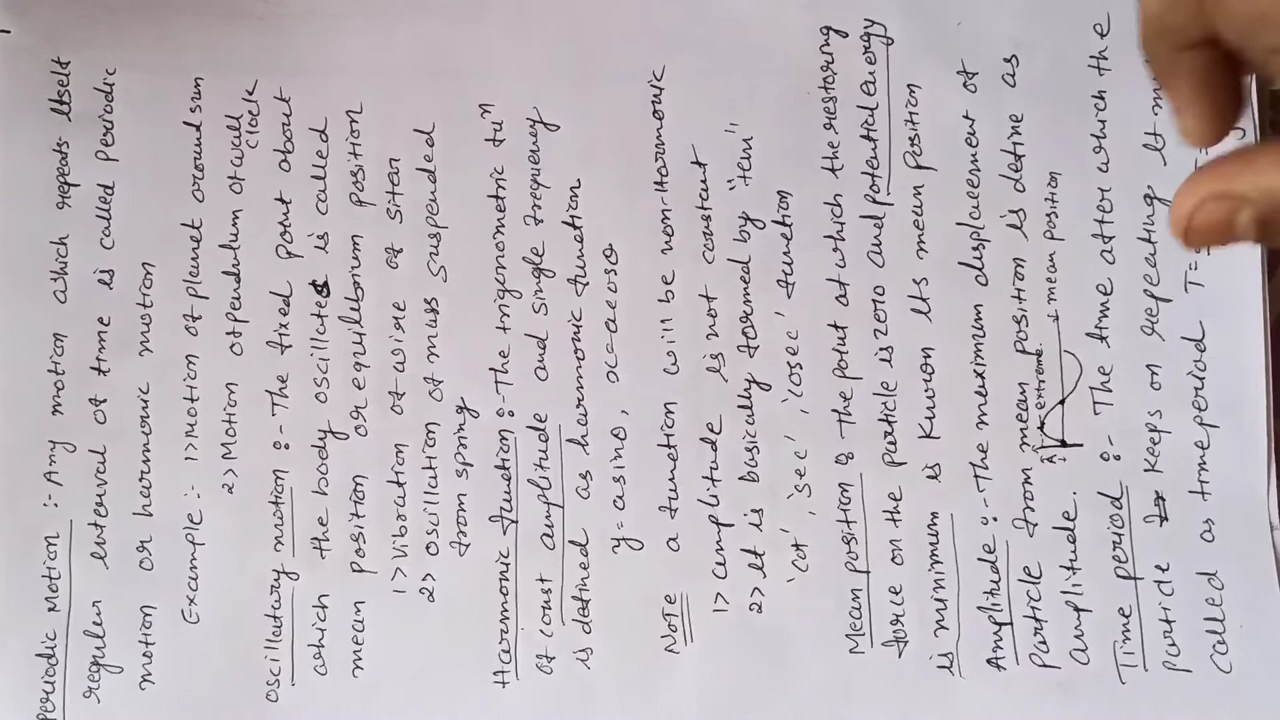 Periodic Motion :- Any motion which repeats itself
regular interval of time is called periodic
motion or harmonic motion
Example :- 1> Motion of planet around sun
2> Motion of pendulum of wall
clock
Oscillatary motion :- The fixed point about
which the body oscillates is called
mean position or equilibrium position
1> Vibration of wire of sitar
2> Oscillation of mass suspended
from spring
Harmonic function :- The trigonometric fuⁿ
of const amplitude and single frequency
is defined as harmonic function
y = a sinθ, x = a cosθ
NOTE a function will be non-Harmonic
1> amplitude is not constant
2> It is basically formed by "tan"
'cot', 'sec', 'cosec' function
Mean position : The point at which the restoring
force on the particle is zero and potential energy
is minimum is known its mean position
Amplitude :- The maximum displacement of
particle from mean position is define as
amplitude.
A
extreme.
→ mean position
Time period :- The time after which the
particle keeps on repeating It
called as timeperiod T=